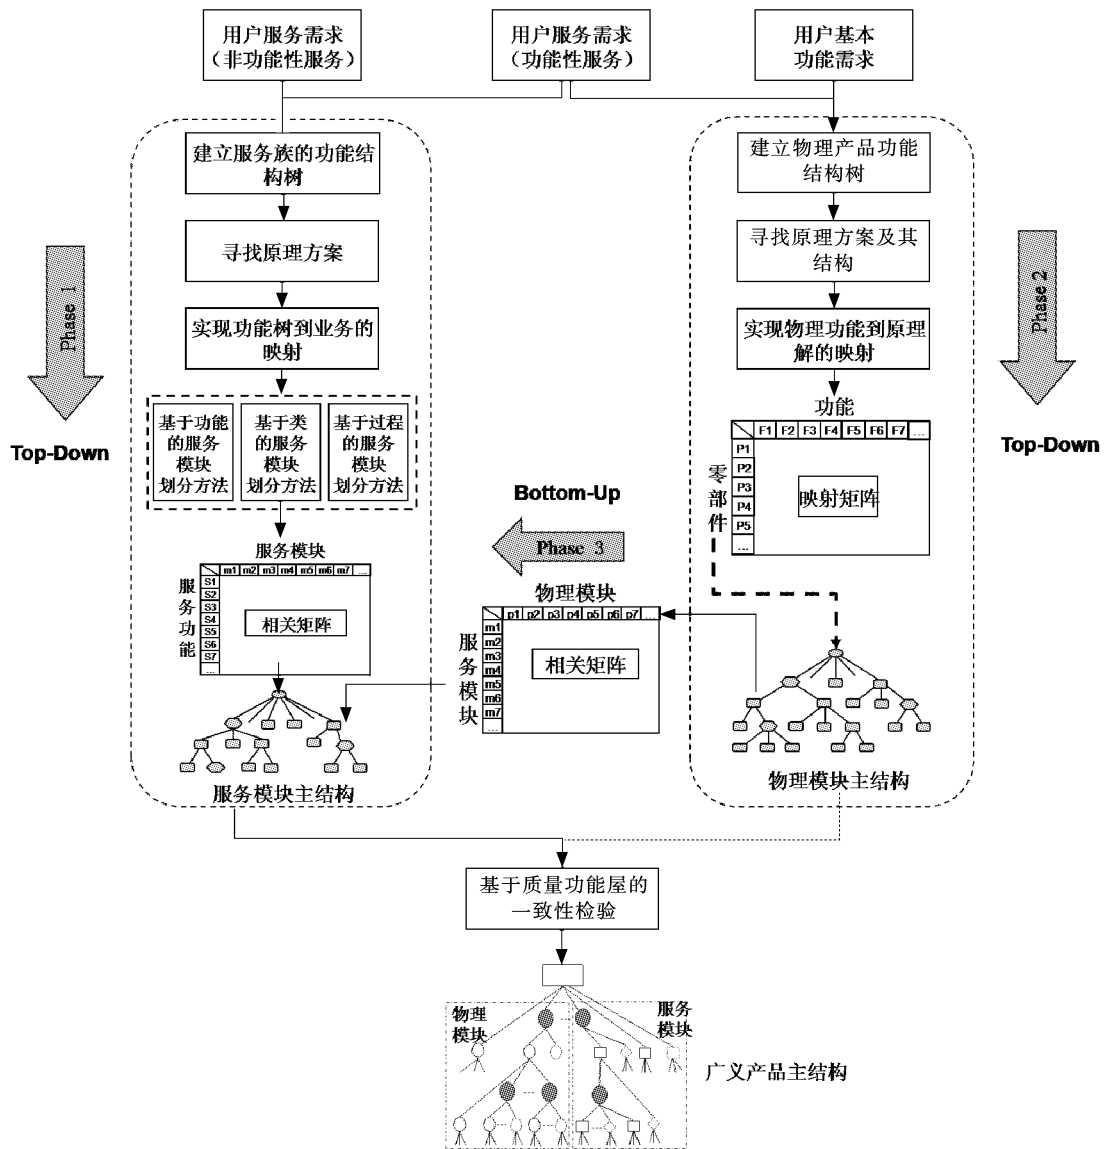 用户服务需求
（非功能性服务）
用户服务需求
（功能性服务）
用户基本
功能需求
建立服务族的功能结
构树
寻找原理方案
实现功能树到业务的
映射
基于功能
的服务
模块
划分方法
基于类
的服务
模块
划分方法
基于过程
的服务
模块
划分方法
Phase 1
Top-Down
服务模块
m1 m2 m3 m4 m5 m6 m7 ...
服务功能
S1
S2
S3
S4
S5
S6
S7
...
相关矩阵
服务模块主结构
建立物理产品功能
结构树
寻找原理方案及其
结构
实现物理功能到原理
解的映射
功能
F1 F2 F3 F4 F5 F6 F7 ...
零部件
P1
P2
P3
P4
P5
...
映射矩阵
Phase 2
Top-Down
物理模块主结构
Bottom-Up
Phase 3
物理模块
p1 p2 p3 p4 p5 p6 p7 ...
服务模块
m1
m2
m3
m4
m5
m6
m7
...
相关矩阵
基于质量功能屋的
一致性检验
物理
模块
服务
模块
广义产品主结构